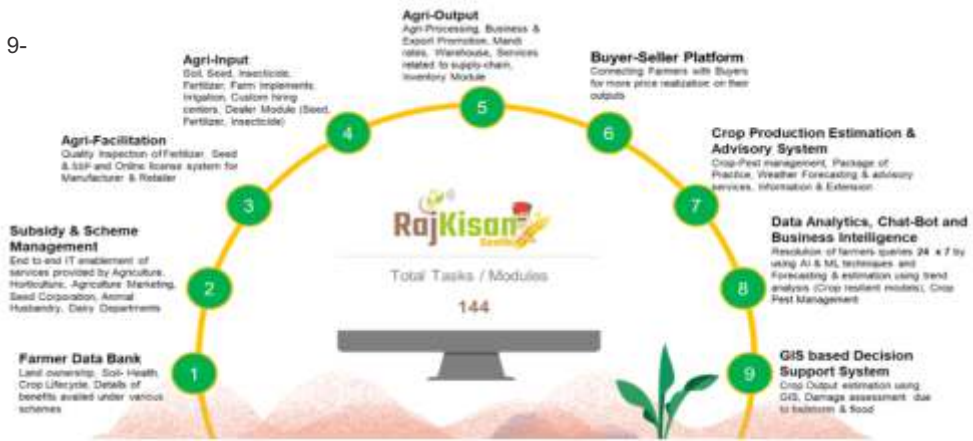 9-
Agri-Output
Agri-Processing, Business &
Export Promotion, Mandi
rates, Warehouse, Services
related to supply-chain,
Inventory Module
Agri-Input
Soil, Seed, Insecticide,
Fertilizer, Farm Implements,
Irrigation, Custom hiring
centers, Dealer Module (Seed,
Fertilizer, Insecticide)
Buyer-Seller Platform
Connecting Farmers with Buyers
for more price realization on their
outputs
Agri-Facilitation
Quality Inspection of Fertilizer, Seed
& and Online license system for
Manufacturer & Retailer
Crop Production Estimation &
Advisory System
Crop-Pest management, Package of
Practice, Weather Forecasting & advisory
services, Information & Extension
Subsidy & Scheme
Management
End to end IT enablement of
services provided by Agriculture,
Horticulture, Agriculture Marketing,
Seed Corporation, Animal
Husbandry, Dairy Departments
Data Analytics, Chat-Bot and
Business Intelligence
Resolution of farmers queries 24 x 7 by
using AI & ML techniques and
Forecasting & estimation using trend
analysis (Crop resilient models), Crop
Pest Management
Farmer Data Bank
Land ownership, Soil- Health,
Crop Lifecycle, Details of
benefits availed under various
schemes
GIS based Decision
Support System
Crop Output estimation using
GIS, Damage assessment due
to hailstorm & flood
1
2
3
4
5
6
7
8
9
RajKisan
Saathi
Total Tasks / Modules
144